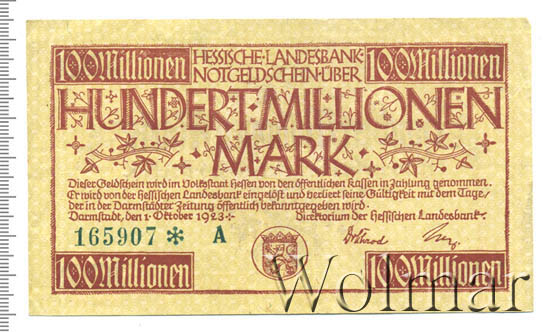 100 Millionen
HESSISCHE·LANDESBANK
NOTGELDSCHEIN·ÜBER
100 Millionen
HUNDERT·MILLIONEN
MARK
Dieser Geldschein wird im Volksstaat Hessen von den öffentlichen Kassen in Zahlung genommen.
Er wird von der Hessischen Landesbank eingelöst und verliert seine Gültigkeit mit dem Tage,
der in der Darmstädter Zeitung öffentlich bekanntgegeben wird.
Darmstadt, den 1. Oktober 1923
Direktorium der Hessischen Landesbank:
165907 * A
100 Millionen
100 Millionen
Wolmar